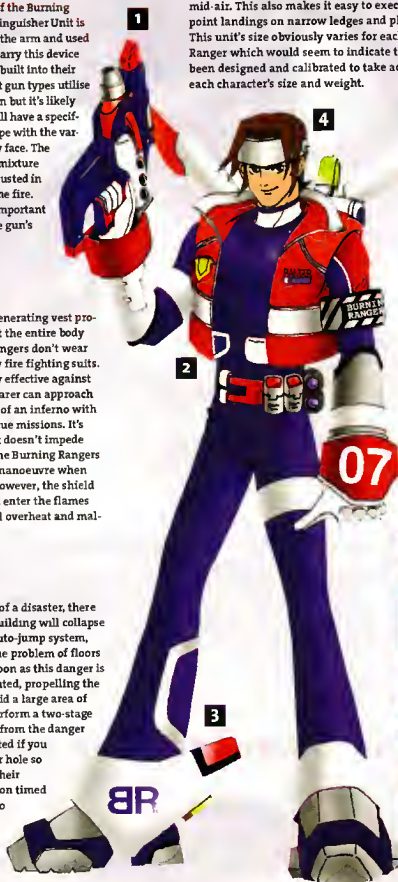 f the Burning
inguisher Unit is
the arm and used
arry this device
built into their
t gun types utilise
n but it's likely
ll have a specif-
pe with the var-
y face. The
mixture
usted in
ne fire.
mportant
e gun's
enerating vest pro-
t the entire body
ngers don't wear
y fire fighting suits.
y effective against
arer can approach
of an inferno with
ue missions. It's
t doesn't impede
he Burning Rangers
manoeuvre when
owever, the shield
enter the flames
l overheat and mal-
of a disaster, there
uilding will collapse
uto-jump system,
ne problem of floors
oon as this danger is
ated, propelling the
id a large area of
rform a two-stage
from the danger
ted if you
r hole so
heir
on timed
o
mid-air. This also makes it easy to exec
point landings on narrow ledges and pl
This unit's size obviously varies for eacl
Ranger which would seem to indicate t
been designed and calibrated to take ac
each character's size and weight.
1
4
RANGER
BURNIN
RANGER
2
07
3
BR